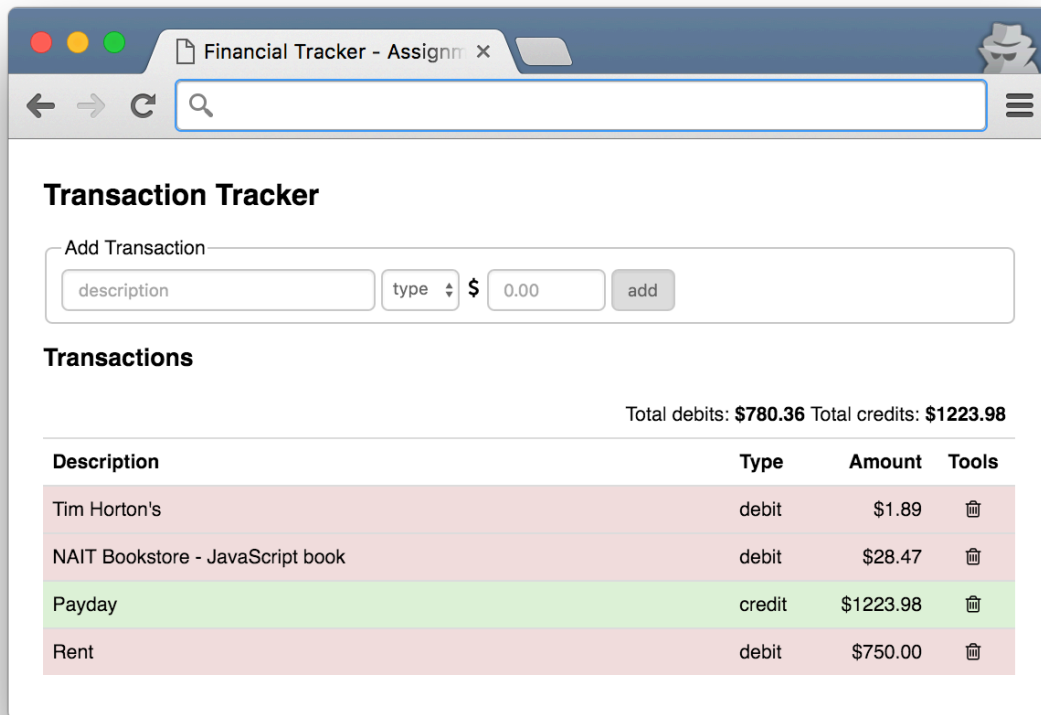 Financial Tracker - Assignm
Transaction Tracker
Add Transaction
description type $ 0.00 add
Transactions
Total debits: $780.36 Total credits: $1223.98
Description Type Amount Tools
Tim Horton's debit $1.89
NAIT Bookstore - JavaScript book debit $28.47
Payday credit $1223.98
Rent debit $750.00